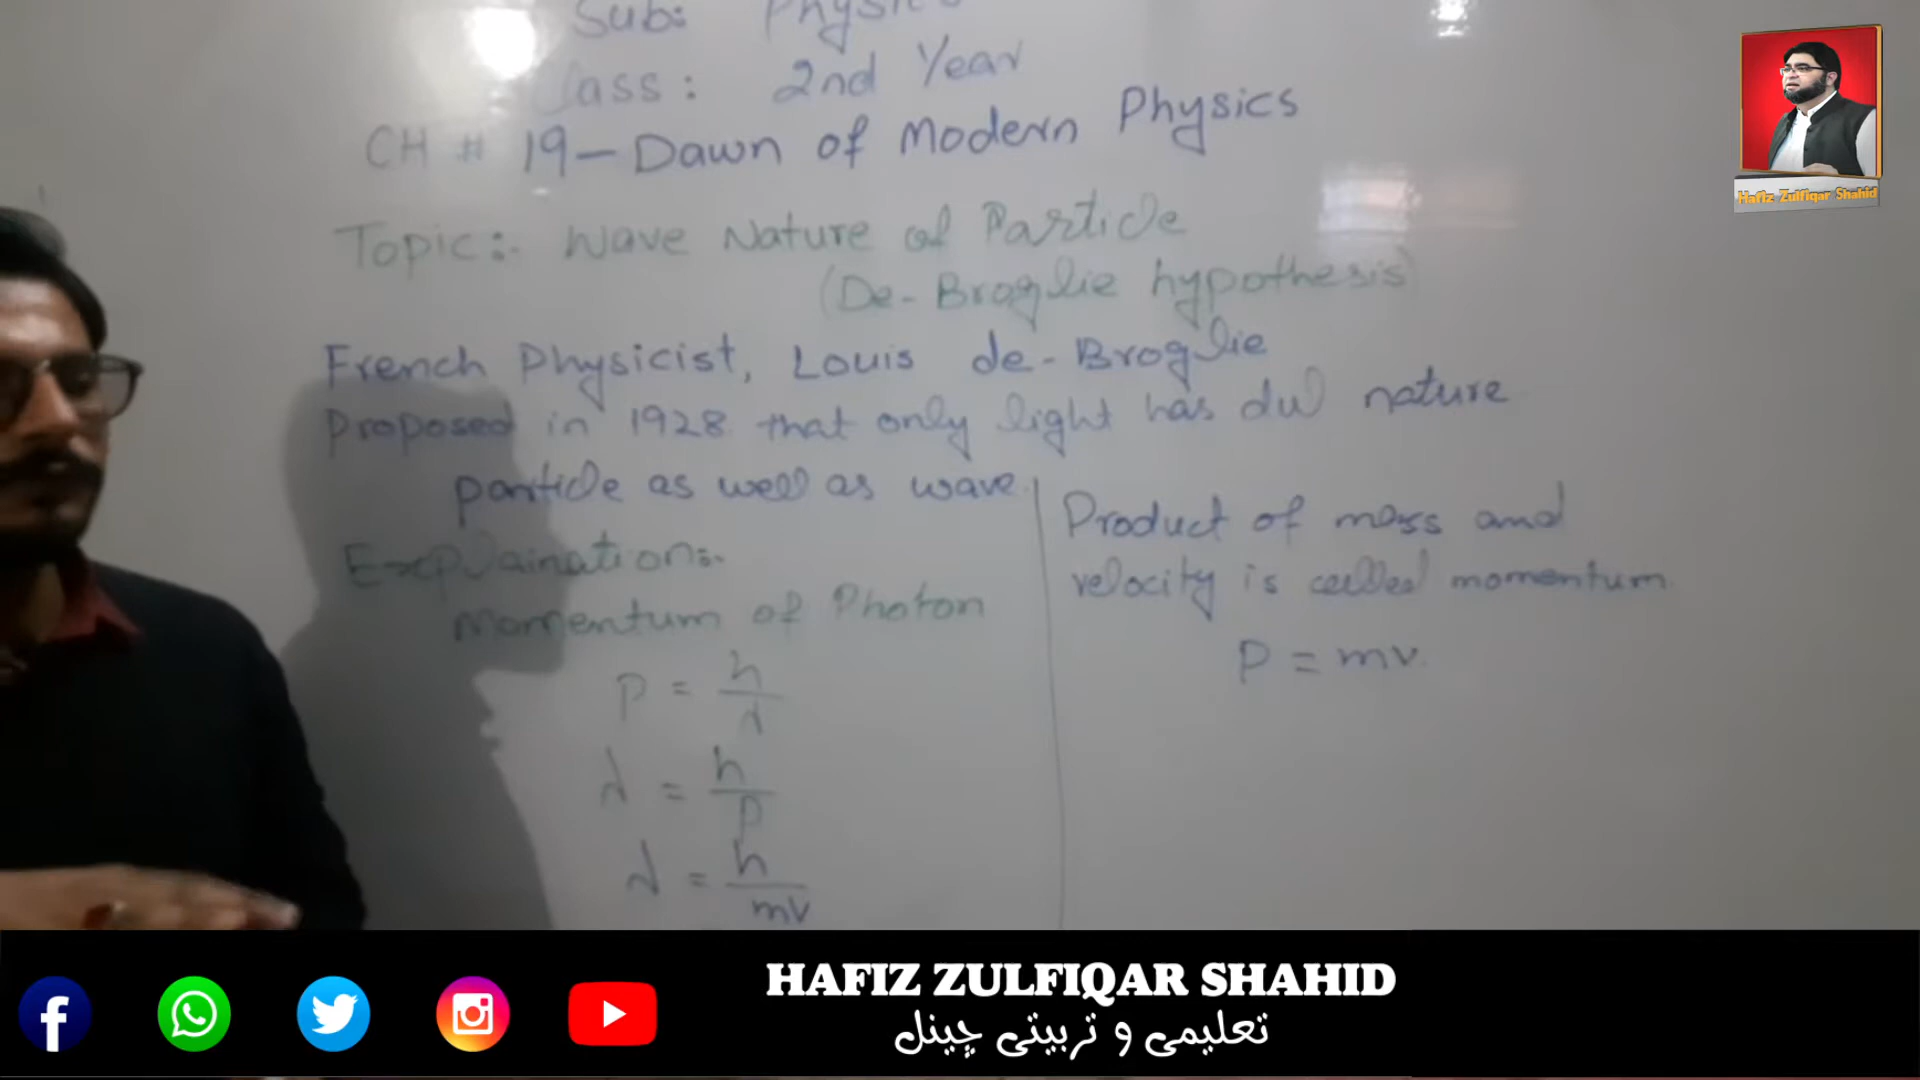 Sub: Physics
Class: 2nd Year
CH # 19 - Dawn of Modern Physics
Topic:- Wave Nature of Particle
(De-Broglie hypothesis)
French Physicist, Louis de-Broglie
Proposed in 1928 that only light has dul nature
particle as well as wave
Explaination:-
Momentum of Photon
P = h/λ
λ = h/P
λ = h/mv
Product of mass and
velocity is called momentum
P = mv
Hafiz Zulfiqar Shahid
HAFIZ ZULFIQAR SHAHID
تعلیمی و تربیتی چینل